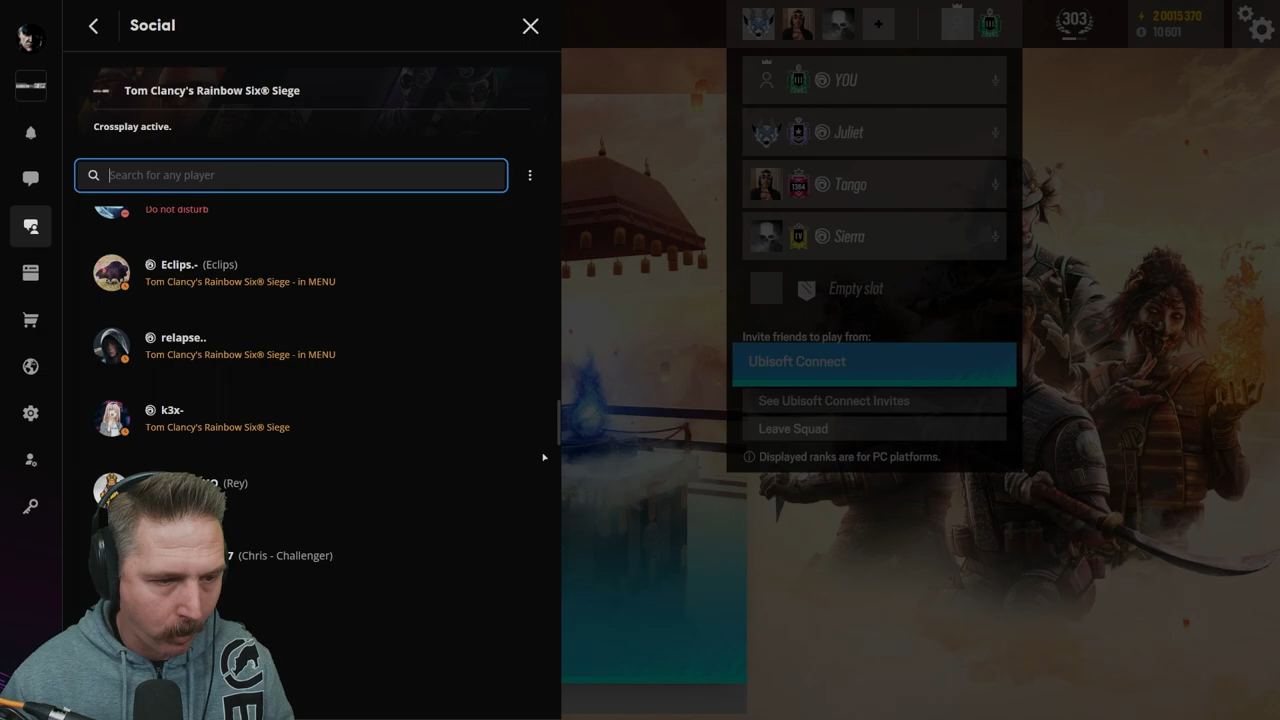 Social
Tom Clancy's Rainbow Six® Siege
Crossplay active.
Search for any player
Do not disturb
Eclips.- (Eclips)
Tom Clancy's Rainbow Six® Siege - in MENU
relapse..
Tom Clancy's Rainbow Six® Siege - in MENU
k3x-
Tom Clancy's Rainbow Six® Siege
(Rey)
7 (Chris - Challenger)
303
20015370
10601
YOU
Juliet
Tango
Sierra
Empty slot
Invite friends to play from:
Ubisoft Connect
See Ubisoft Connect Invites
Leave Squad
Displayed ranks are for PC platforms.